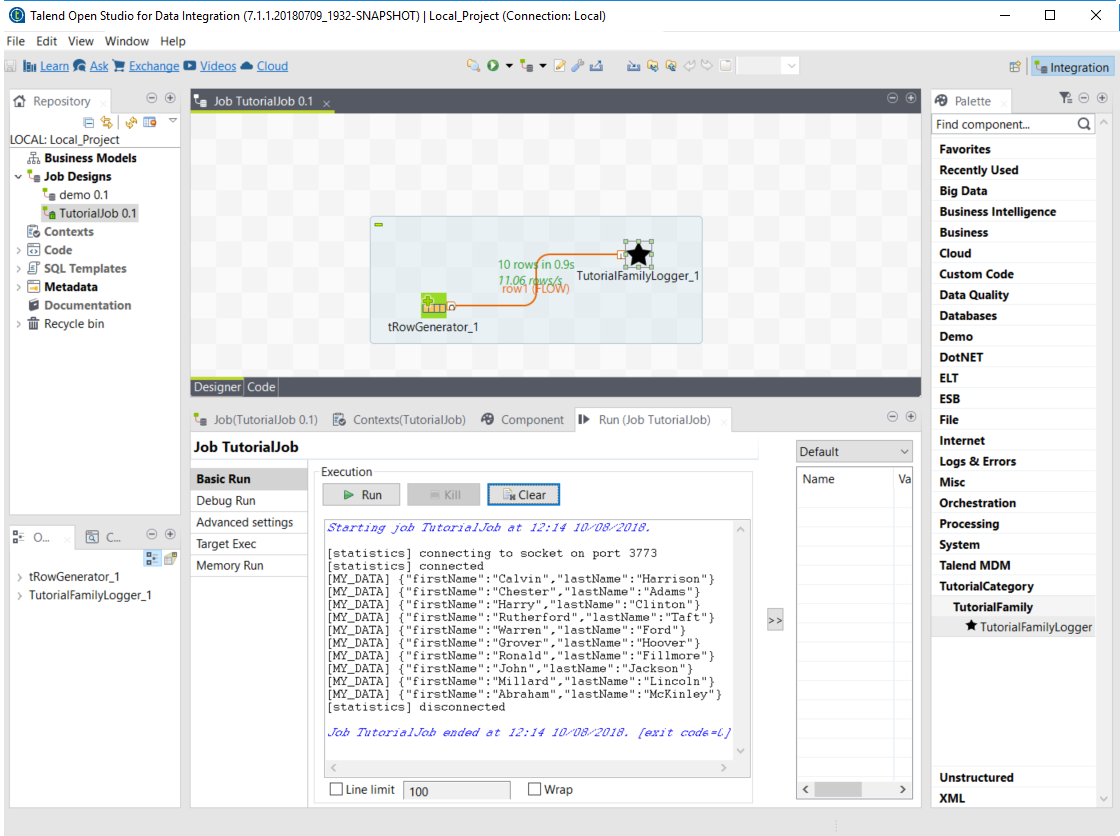 Talend Open Studio for Data Integration (7.1.1.20180709_1932-SNAPSHOT) | Local_Project (Connection: Local)
File Edit View Window Help
Learn Ask Exchange Videos Cloud
Integration
Repository
LOCAL: Local_Project
Business Models
Job Designs
demo 0.1
TutorialJob 0.1
Contexts
Code
SQL Templates
Metadata
Documentation
Recycle bin
O... C...
tRowGenerator_1
TutorialFamilyLogger_1
Job TutorialJob 0.1
10 rows in 0.9s
11.06 rows/s
row1 (FLOW)
TutorialFamilyLogger_1
tRowGenerator_1
Designer Code
Job(TutorialJob 0.1) Contexts(TutorialJob) Component Run (Job TutorialJob)
Job TutorialJob
Basic Run
Debug Run
Advanced settings
Target Exec
Memory Run
Execution
Run Kill Clear
Starting job TutorialJob at 12:14 10/08/2018.
[statistics] connecting to socket on port 3773
[statistics] connected
[MY_DATA] {"firstName":"Calvin","lastName":"Harrison"}
[MY_DATA] {"firstName":"Chester","lastName":"Adams"}
[MY_DATA] {"firstName":"Harry","lastName":"Clinton"}
[MY_DATA] {"firstName":"Rutherford","lastName":"Taft"}
[MY_DATA] {"firstName":"Warren","lastName":"Ford"}
[MY_DATA] {"firstName":"Grover","lastName":"Hoover"}
[MY_DATA] {"firstName":"Ronald","lastName":"Fillmore"}
[MY_DATA] {"firstName":"John","lastName":"Jackson"}
[MY_DATA] {"firstName":"Millard","lastName":"Lincoln"}
[MY_DATA] {"firstName":"Abraham","lastName":"McKinley"}
[statistics] disconnected
Job TutorialJob ended at 12:14 10/08/2018. [exit code=0]
Line limit 100 Wrap
>>
Default
Name Va
Palette
Find component...
Favorites
Recently Used
Big Data
Business Intelligence
Business
Cloud
Custom Code
Data Quality
Databases
Demo
DotNET
ELT
ESB
File
Internet
Logs & Errors
Misc
Orchestration
Processing
System
Talend MDM
TutorialCategory
TutorialFamily
TutorialFamilyLogger
Unstructured
XML